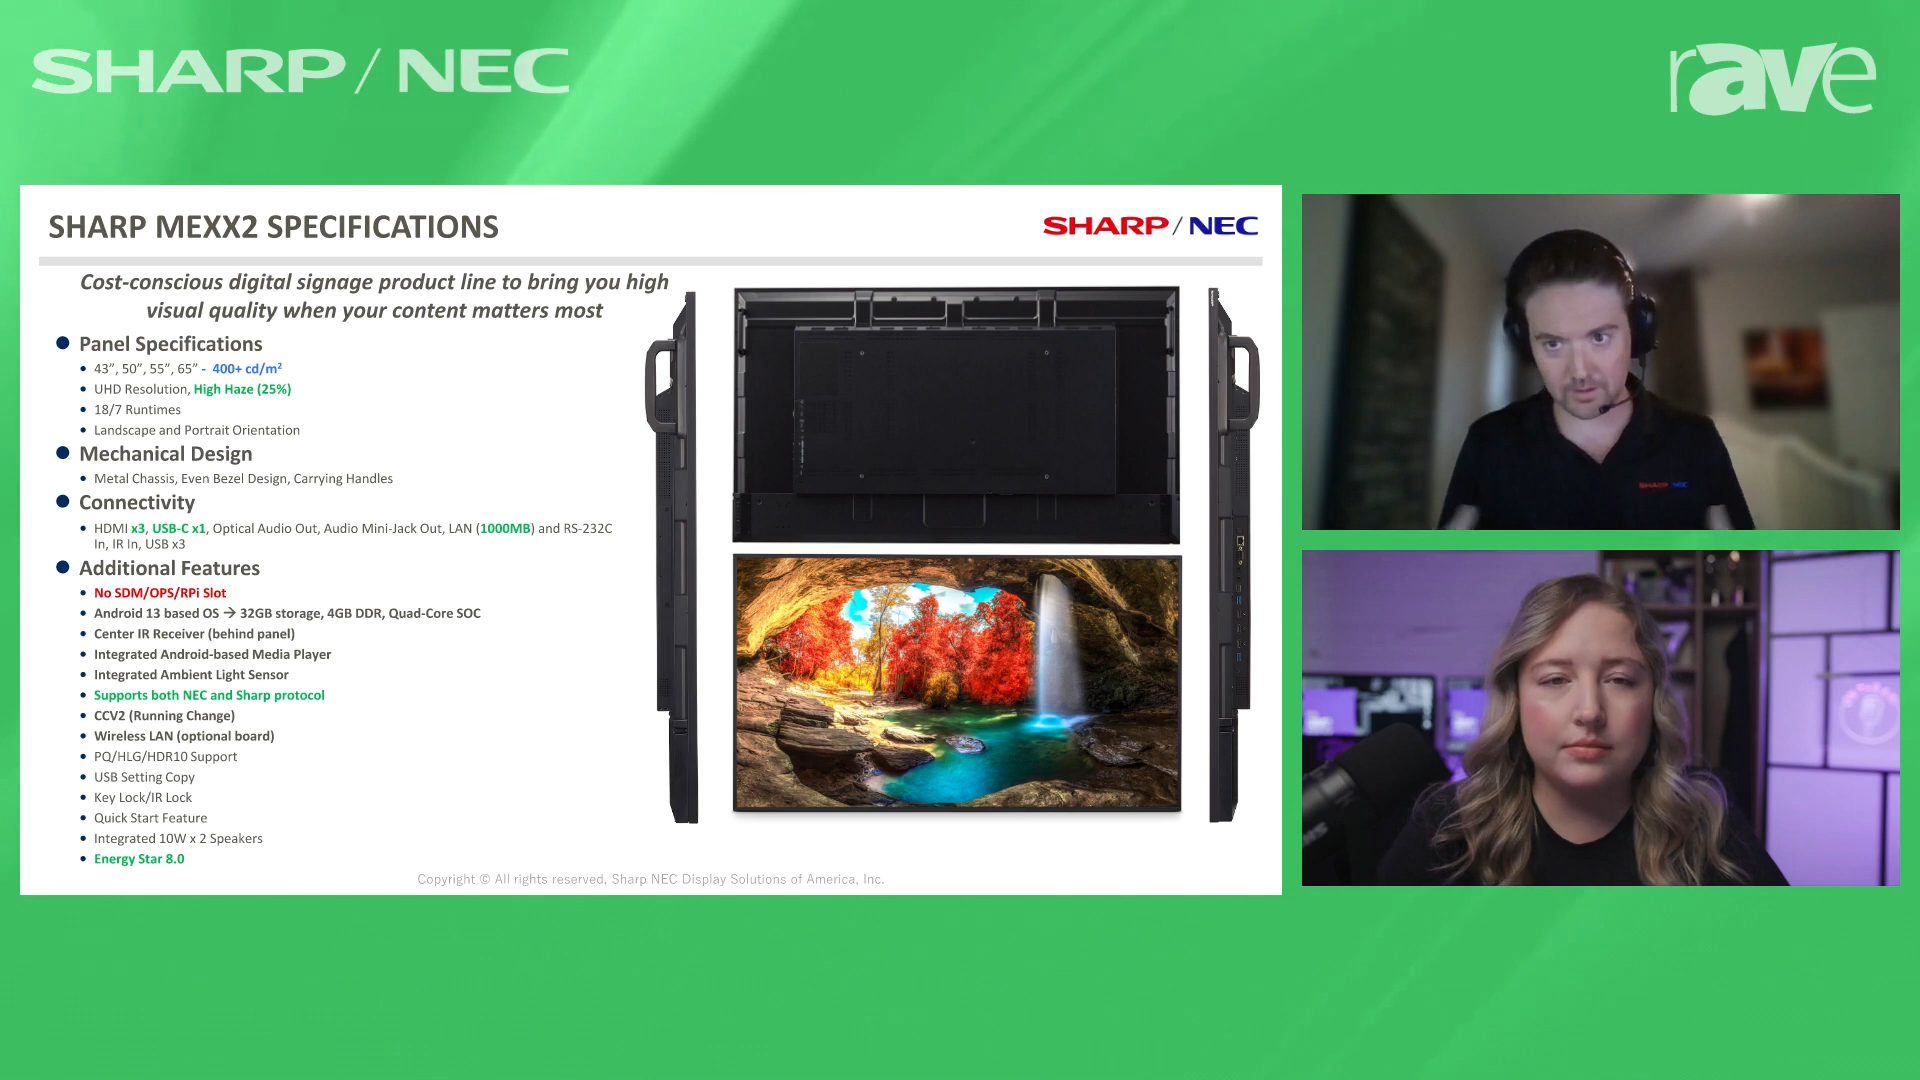 SHARP/NEC
rave
SHARP MEXX2 SPECIFICATIONS
SHARP/NEC
Cost-conscious digital signage product line to bring you high
visual quality when your content matters most
Panel Specifications
43”, 50”, 55”, 65” - 400+ cd/m²
UHD Resolution, High Haze (25%)
18/7 Runtimes
Landscape and Portrait Orientation
Mechanical Design
Metal Chassis, Even Bezel Design, Carrying Handles
Connectivity
HDMI x3, USB-C x1, Optical Audio Out, Audio Mini-Jack Out, LAN (1000MB) and RS-232C
In, IR In, USB x3
Additional Features
No SDM/OPS/RPi Slot
Android 13 based OS → 32GB storage, 4GB DDR, Quad-Core SOC
Center IR Receiver (behind panel)
Integrated Android-based Media Player
Integrated Ambient Light Sensor
Supports both NEC and Sharp protocol
CCV2 (Running Change)
Wireless LAN (optional board)
PQ/HLG/HDR10 Support
USB Setting Copy
Key Lock/IR Lock
Quick Start Feature
Integrated 10W x 2 Speakers
Energy Star 8.0
Copyright © All rights reserved, Sharp NEC Display Solutions of America, Inc.
SHARP NEC